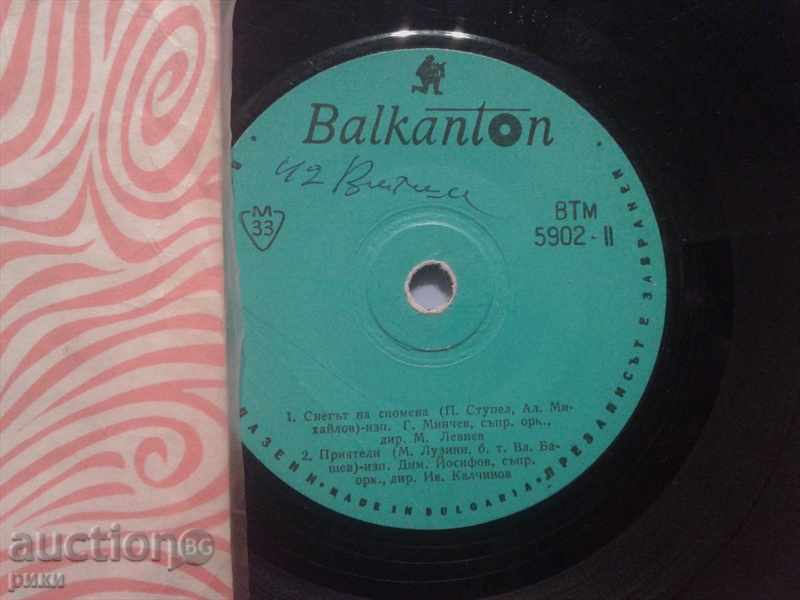 Balkanton
М
33
ВТМ
5902 - II
1. Снегът на спомена (П. Ступел, Ал. Ми-
хайлов)-изп. Г. Минчев, съпр. орк.,
дир. М. Левиев
2. Приятели (М. Лузини, б. т. Вл. Ба-
шев)-изп. Дим. Йосифов, съпр.
орк., дир. Ив. Калчинов
ПАЗЕНИ • MADE IN BULGARIA • ПРЕЗАПИСЪТ Е ЗАБРАНЕН
auction BG
рики